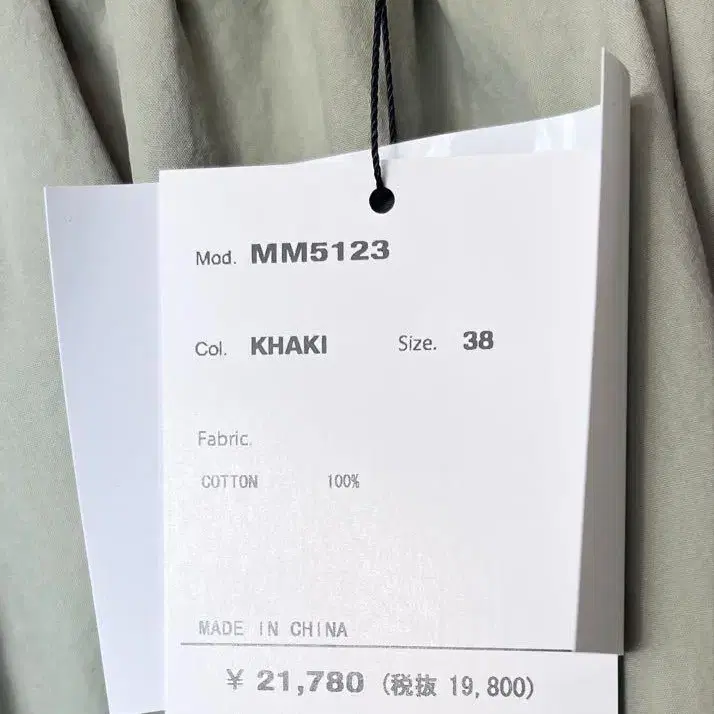 Mod. MM5123
Col. KHAKI Size. 38
Fabric.
COTTON 100%
MADE IN CHINA
¥ 21,780 (税抜 19,800)